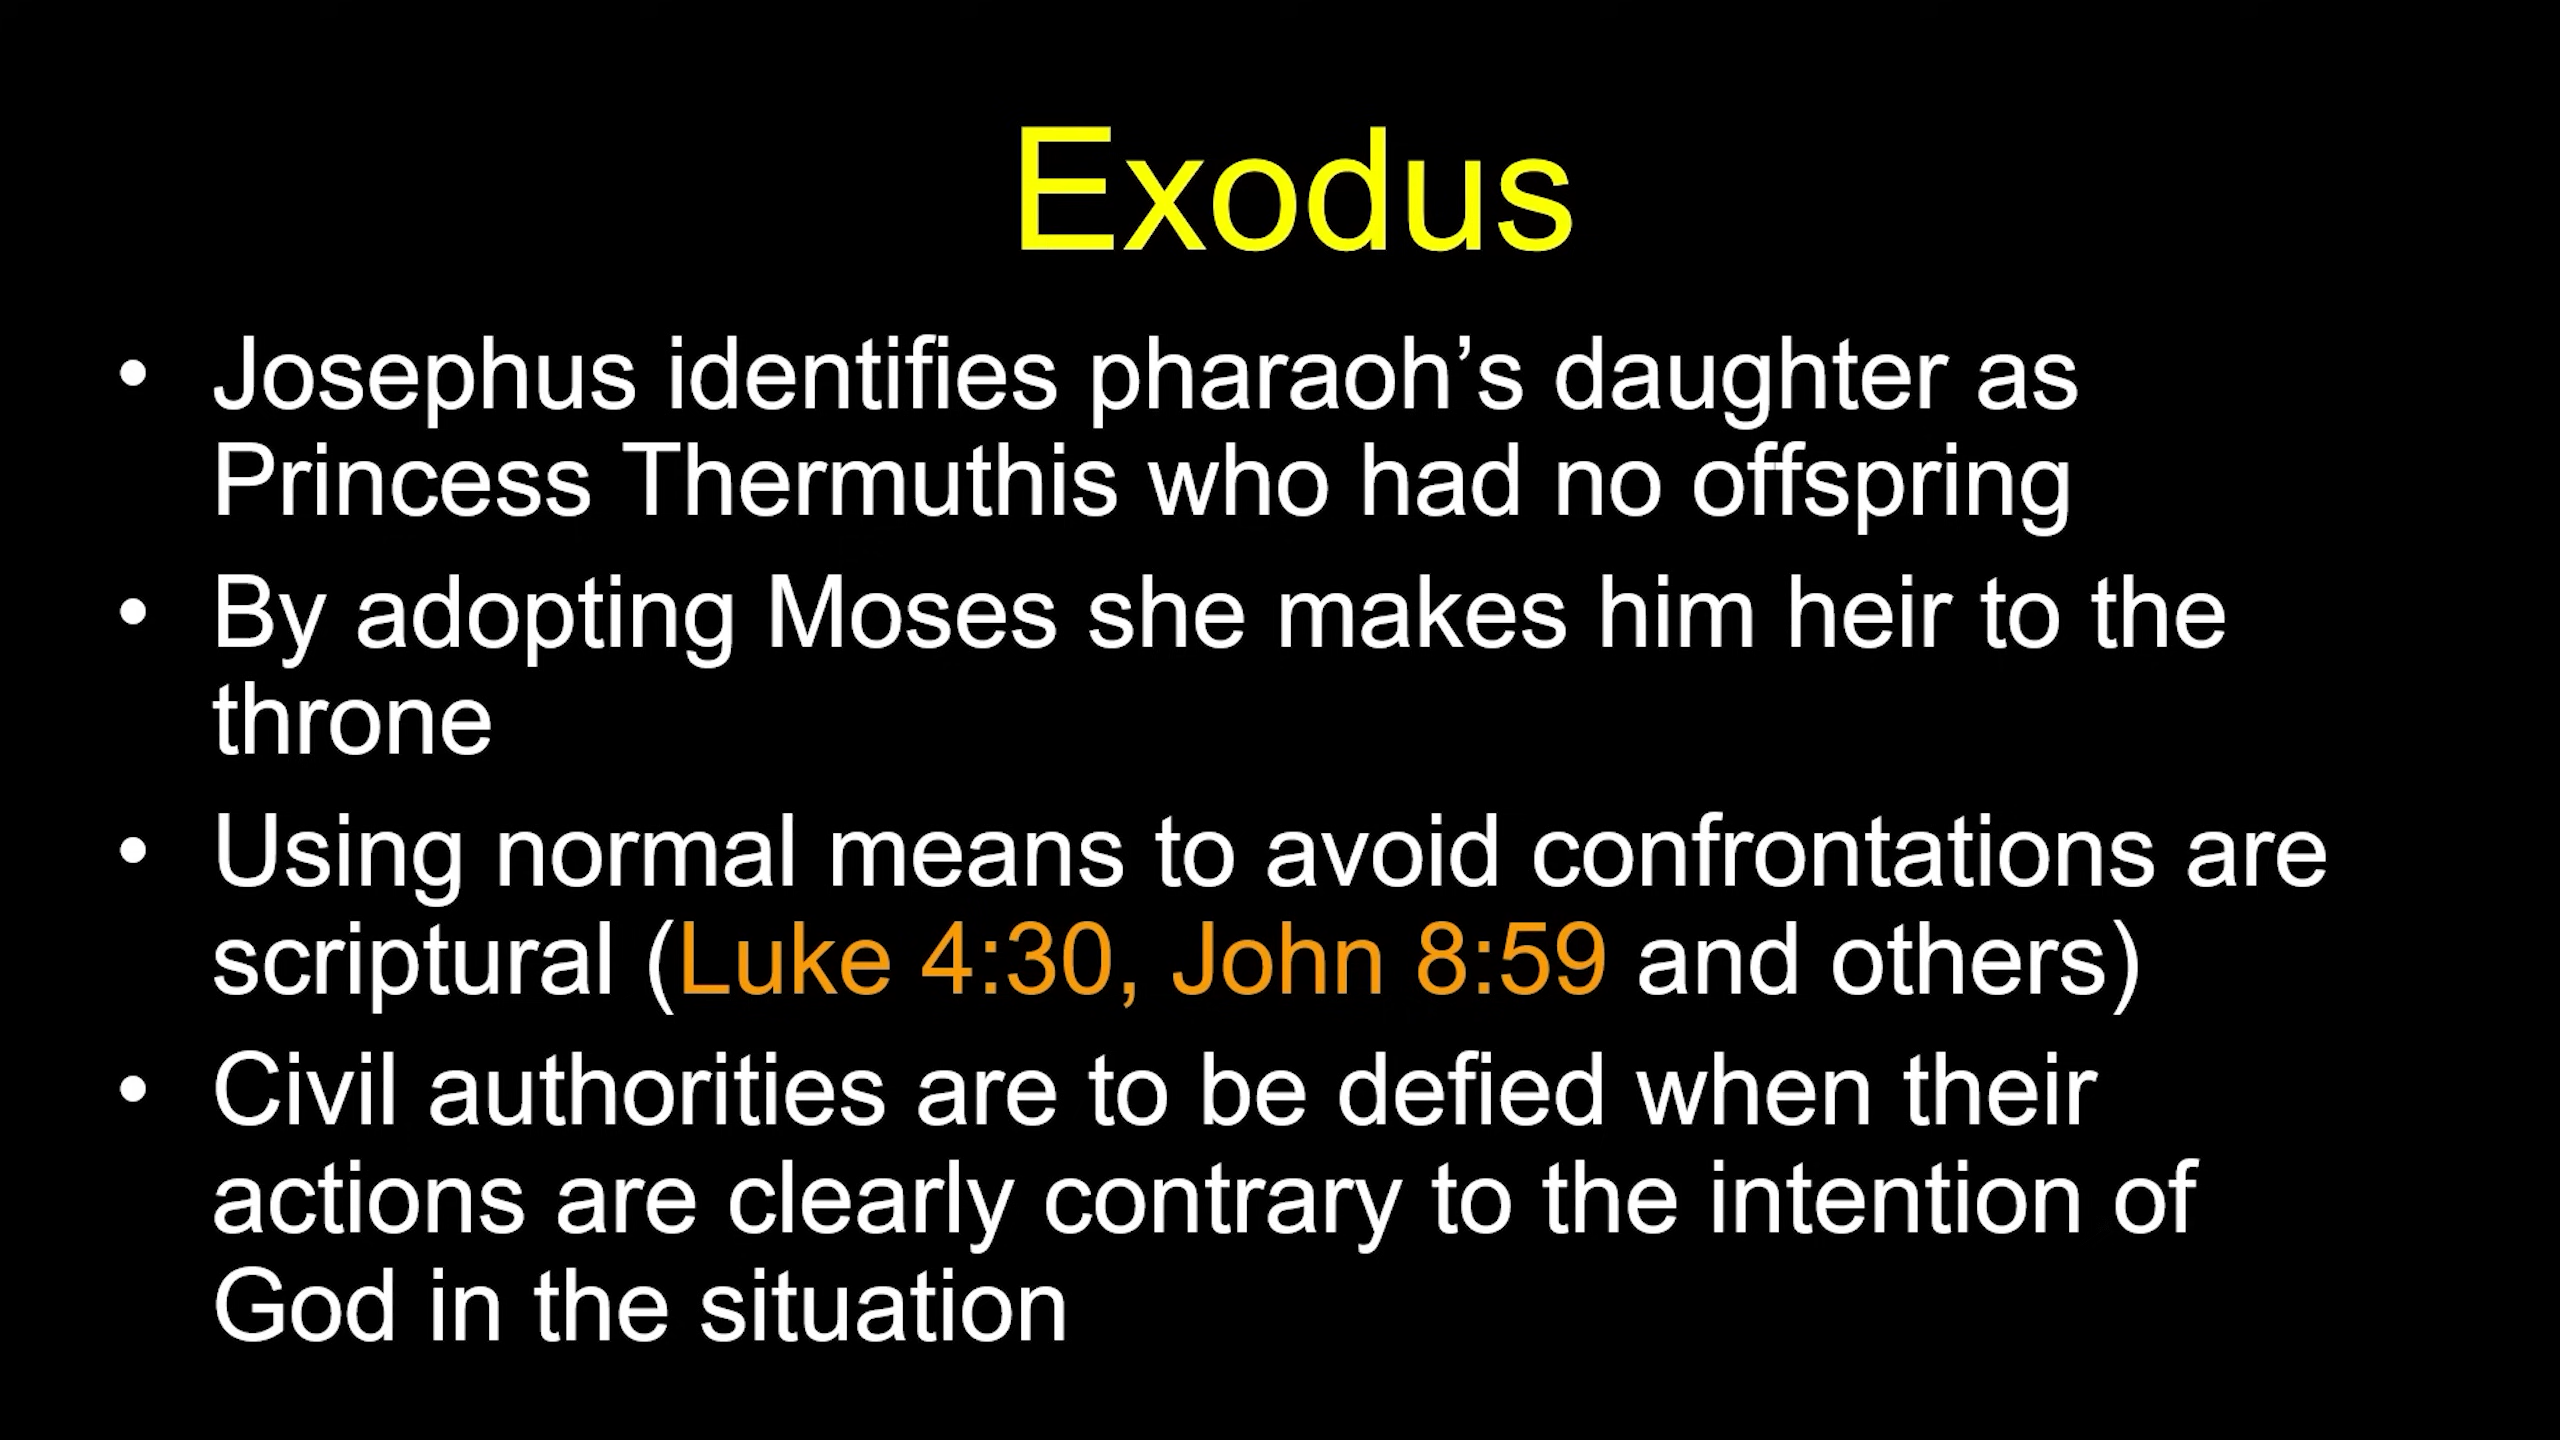 Exodus
• Josephus identifies pharaoh’s daughter as
Princess Thermuthis who had no offspring
• By adopting Moses she makes him heir to the
throne
• Using normal means to avoid confrontations are
scriptural (Luke 4:30, John 8:59 and others)
• Civil authorities are to be defied when their
actions are clearly contrary to the intention of
God in the situation